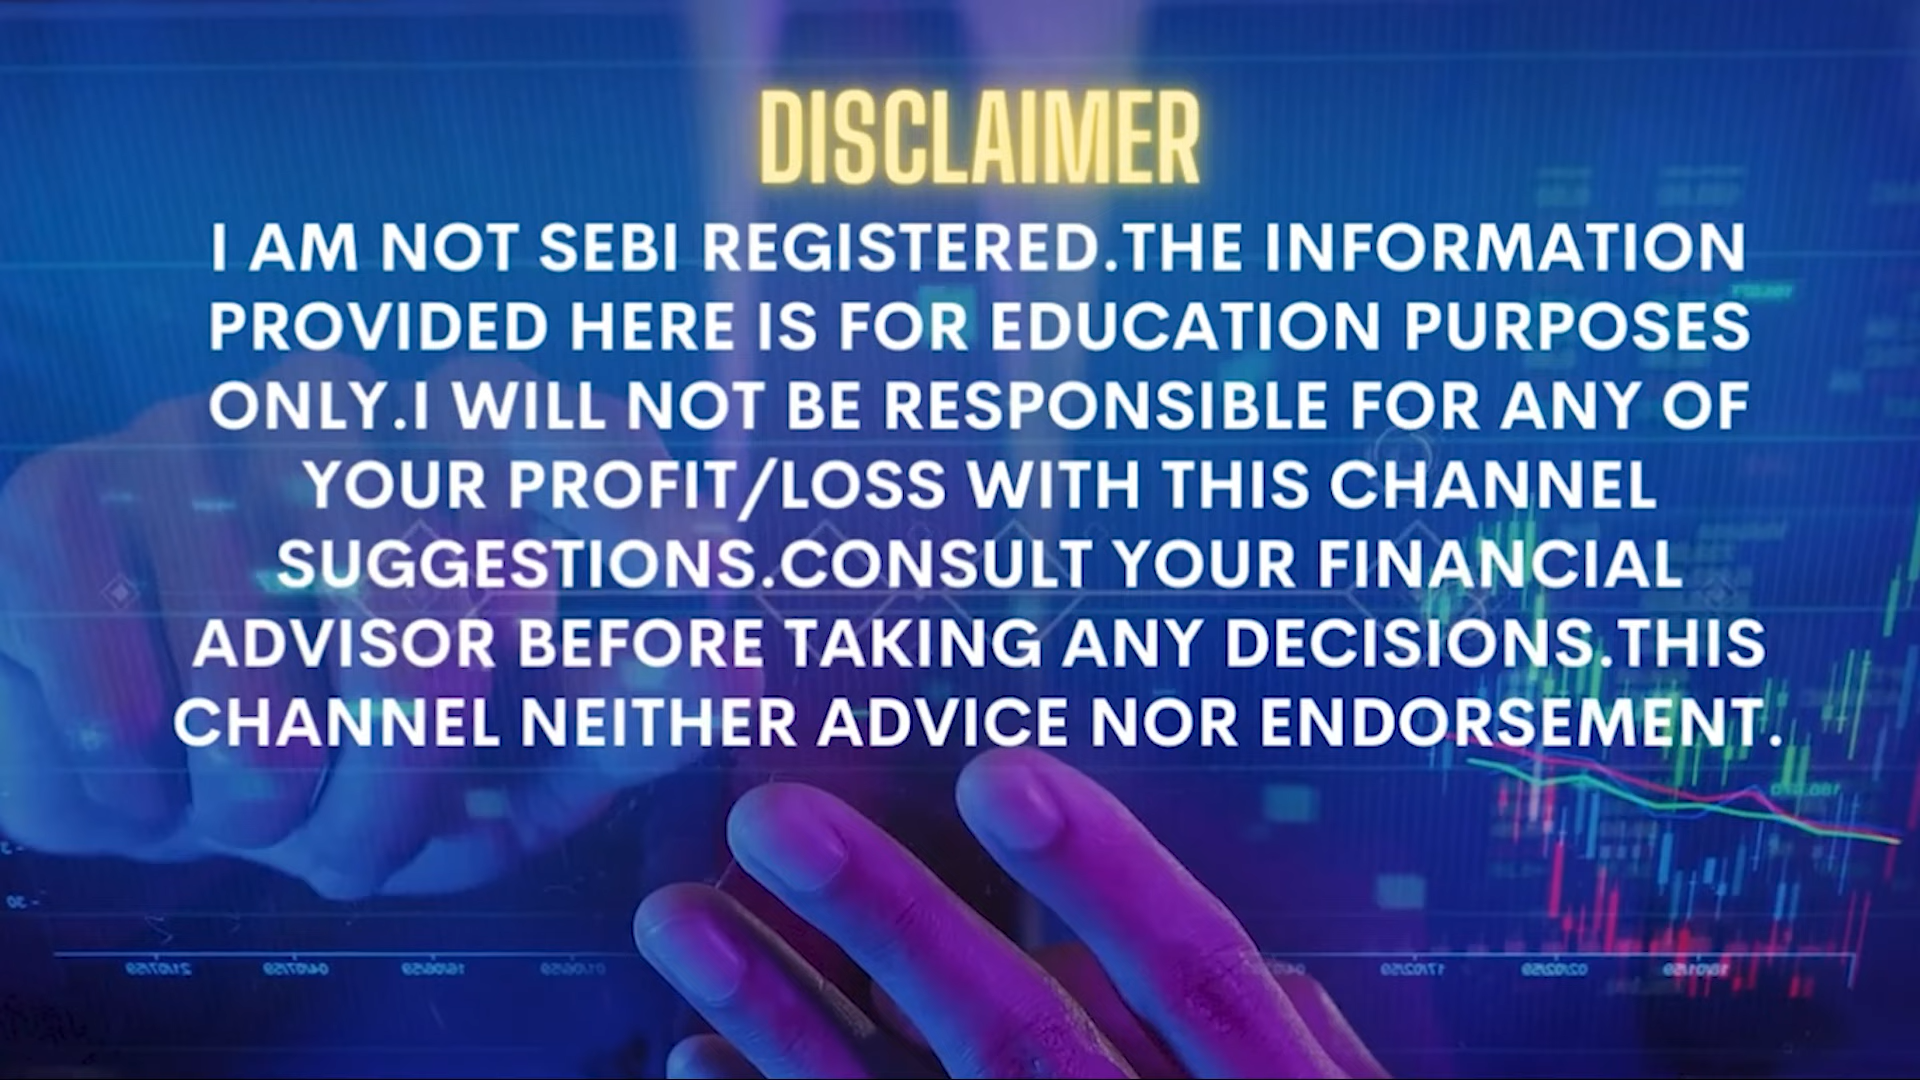 DISCLAIMER
I AM NOT SEBI REGISTERED.THE INFORMATION
PROVIDED HERE IS FOR EDUCATION PURPOSES
ONLY.I WILL NOT BE RESPONSIBLE FOR ANY OF
YOUR PROFIT/LOSS WITH THIS CHANNEL
SUGGESTIONS.CONSULT YOUR FINANCIAL
ADVISOR BEFORE TAKING ANY DECISIONS.THIS
CHANNEL NEITHER ADVICE NOR ENDORSEMENT.